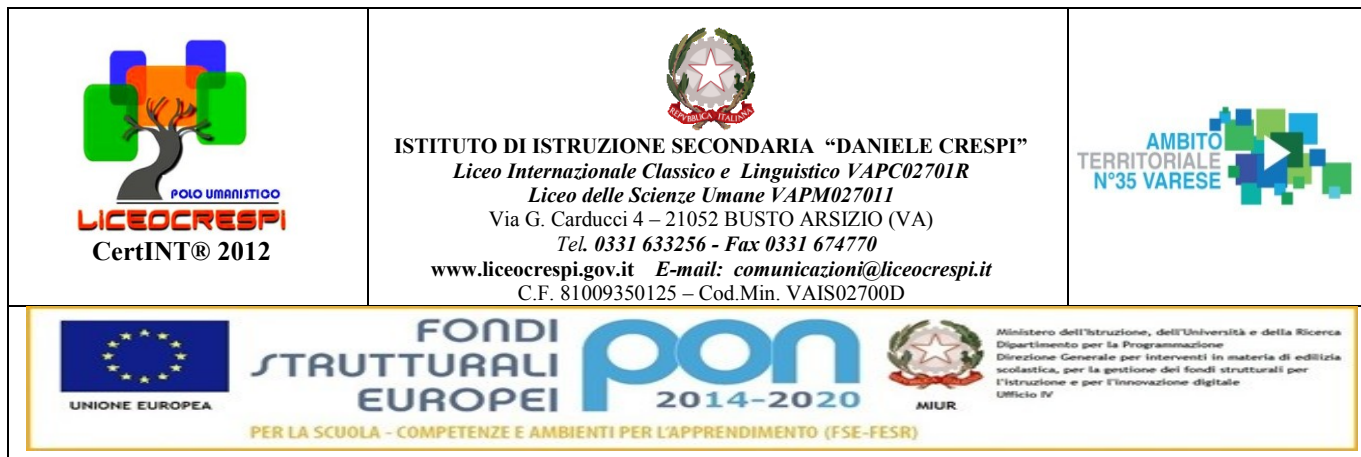 POLO UMANISTICO
LICEOCRESPI
CertINT® 2012
REPVBBLICA ITALIANA
ISTITUTO DI ISTRUZIONE SECONDARIA “DANIELE CRESPI”
Liceo Internazionale Classico e Linguistico VAPC02701R
Liceo delle Scienze Umane VAPM027011
Via G. Carducci 4 – 21052 BUSTO ARSIZIO (VA)
Tel. 0331 633256 - Fax 0331 674770
www.liceocrespi.gov.it E-mail: comunicazioni@liceocrespi.it
C.F. 81009350125 – Cod.Min. VAIS02700D
AMBITO
TERRITORIALE
N°35 VARESE
UNIONE EUROPEA
FONDI
STRUTTURALI
EUROPEI
pon
2014-2020
MIUR
Ministero dell'Istruzione, dell'Università e della Ricerca
Dipartimento per la Programmazione
Direzione Generale per interventi in materia di edilizia
scolastica, per la gestione dei fondi strutturali per
l'istruzione e per l'innovazione digitale
Ufficio IV
PER LA SCUOLA - COMPETENZE E AMBIENTI PER L'APPRENDIMENTO (FSE-FESR)